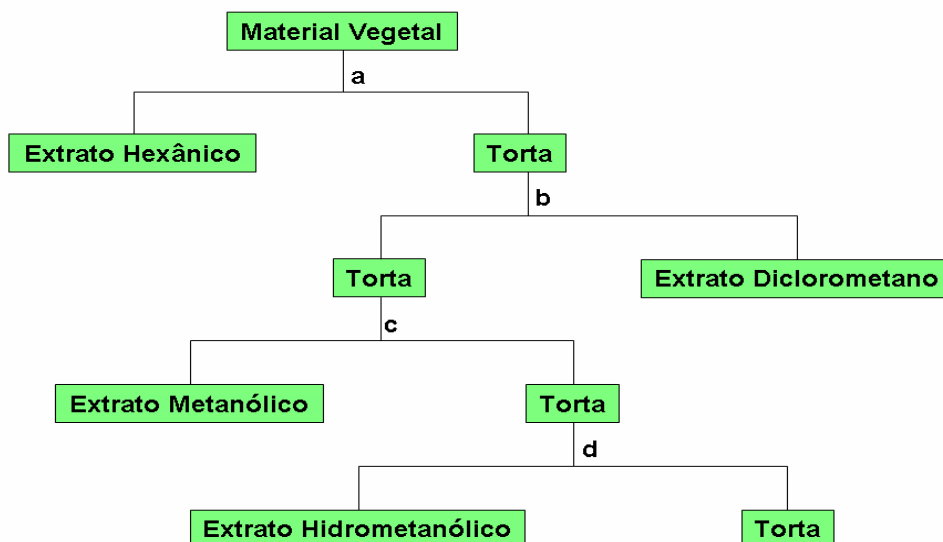 Material Vegetal
a
Extrato Hexânico
Torta
b
Torta
Extrato Diclorometano
c
Extrato Metanólico
Torta
d
Extrato Hidrometanólico
Torta